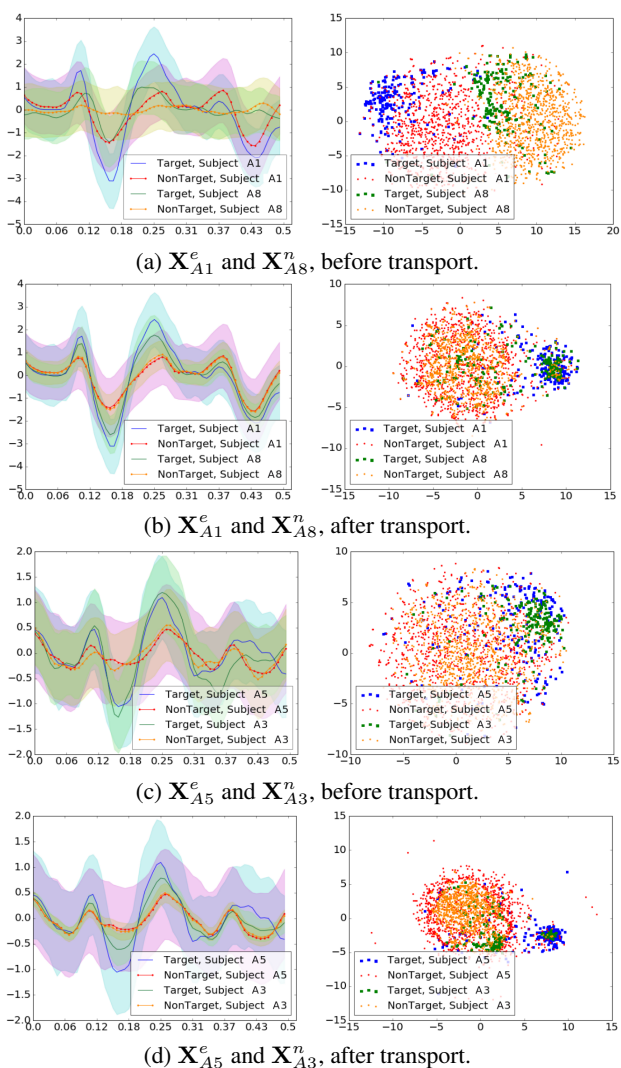 4
3
2
1
0
−1
−2
−3
−4
−5
0.0 0.06 0.12 0.18 0.25 0.31 0.37 0.43 0.5
Target, Subject A1
NonTarget, Subject A1
Target, Subject A8
NonTarget, Subject A8
15
10
5
0
−5
−10
−15
−15 −10 −5 0 5 10 15 20
Target, Subject A1
NonTarget, Subject A1
Target, Subject A8
NonTarget, Subject A8
(a) X^e_{A1} and X^n_{A8}, before transport.
4
3
2
1
0
−1
−2
−3
−4
−5
0.0 0.06 0.12 0.18 0.25 0.31 0.37 0.43 0.5
Target, Subject A1
NonTarget, Subject A1
Target, Subject A8
NonTarget, Subject A8
10
5
0
−5
−10
−15
−15 −10 −5 0 5 10 15
Target, Subject A1
NonTarget, Subject A1
Target, Subject A8
NonTarget, Subject A8
(b) X^e_{A1} and X^n_{A8}, after transport.
2.0
1.5
1.0
0.5
0.0
−0.5
−1.0
−1.5
−2.0
0.0 0.06 0.12 0.18 0.25 0.31 0.37 0.43 0.5
Target, Subject A5
NonTarget, Subject A5
Target, Subject A3
NonTarget, Subject A3
10
5
0
−5
−10
−10 −5 0 5 10 15
Target, Subject A5
NonTarget, Subject A5
Target, Subject A3
NonTarget, Subject A3
(c) X^e_{A5} and X^n_{A3}, before transport.
2.0
1.5
1.0
0.5
0.0
−0.5
−1.0
−1.5
−2.0
0.0 0.06 0.12 0.18 0.25 0.31 0.37 0.43 0.5
Target, Subject A5
NonTarget, Subject A5
Target, Subject A3
NonTarget, Subject A3
15
10
5
0
−5
−10
−15
−15 −10 −5 0 5 10 15
Target, Subject A5
NonTarget, Subject A5
Target, Subject A3
NonTarget, Subject A3
(d) X^e_{A5} and X^n_{A3}, after transport.